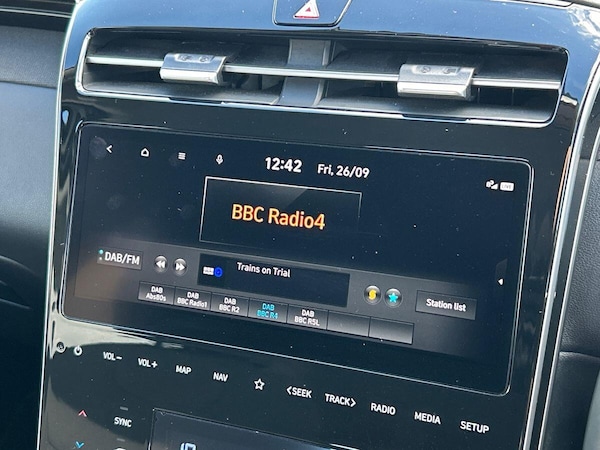 12:42 Fri, 26/09
LIVE
BBC Radio4
DAB/FM
Trains on Trial
DAB
Abs80s
DAB
BBC Radio1
DAB
BBC R2
DAB
BBC R4
DAB
BBC R5L
Station list
VOL−
VOL+
MAP
NAV
<SEEK
TRACK>
RADIO
MEDIA
SETUP
SYNC